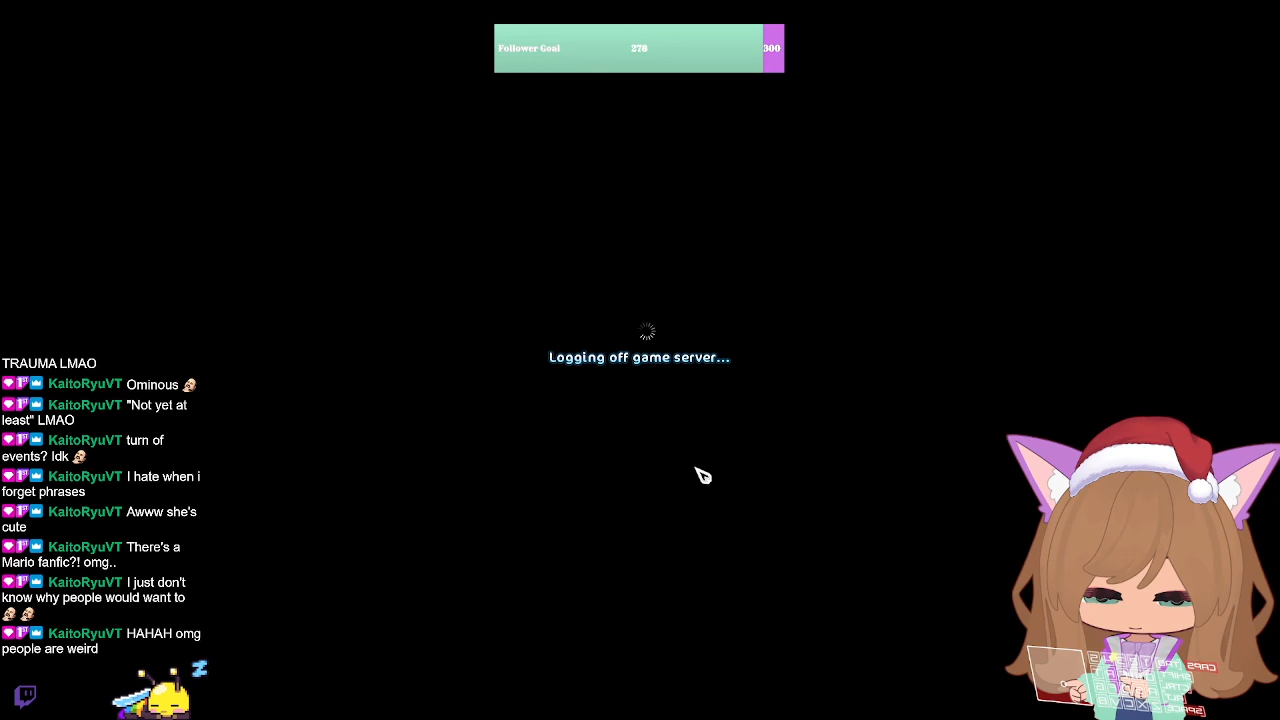 Follower Goal 278 300
Logging off game server...
TRAUMA LMAO
KaitoRyuVT Ominous
KaitoRyuVT "Not yet at
least" LMAO
KaitoRyuVT turn of
events? Idk
KaitoRyuVT I hate when i
forget phrases
KaitoRyuVT Awww she's
cute
KaitoRyuVT There's a
Mario fanfic?! omg..
KaitoRyuVT I just don't
know why people would want to
KaitoRyuVT HAHAH omg
people are weird